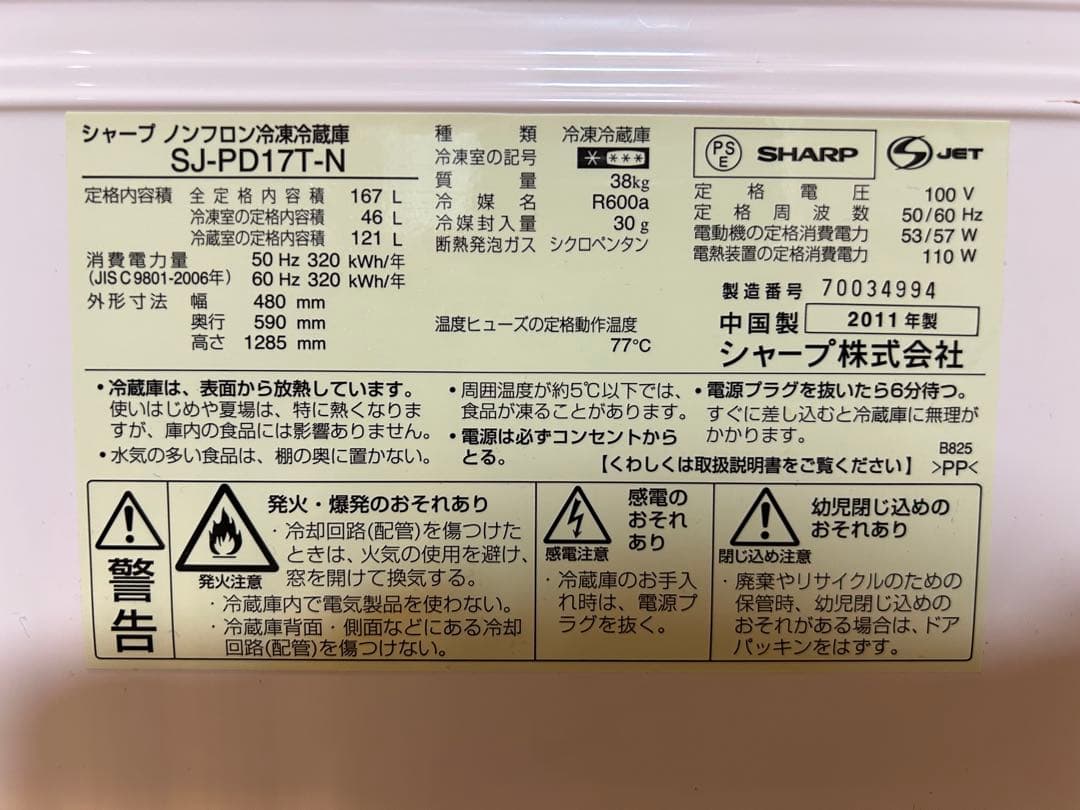 シャープ ノンフロン冷凍冷蔵庫
SJ-PD17T-N
定格内容積 全定格内容積 167 L
冷凍室の定格内容積 46 L
冷蔵室の定格内容積 121 L
消費電力量 50 Hz 320 kWh/年
(JIS C 9801-2006年) 60 Hz 320 kWh/年
外形寸法 幅 480 mm
奥行 590 mm
高さ 1285 mm
種類 冷凍冷蔵庫
冷凍室の記号 * ***
質量 38kg
冷媒名 R600a
冷媒封入量 30 g
断熱発泡ガス シクロペンタン
温度ヒューズの定格動作温度
77℃
PSE SHARP S JET
定格電圧 100 V
定格周波数 50/60 Hz
電動機の定格消費電力 53/57 W
電熱装置の定格消費電力 110 W
製造番号 70034994
中国製 2011年製
シャープ株式会社
・冷蔵庫は、表面から放熱しています。
使いはじめや夏場は、特に熱くなりま
すが、庫内の食品には影響ありません。
・水気の多い食品は、棚の奥に置かない。
・周囲温度が約5℃以下では、
食品が凍ることがあります。
・電源は必ずコンセントから
とる。
・電源プラグを抜いたら6分待つ。
すぐに差し込むと冷蔵庫に無理が
かかります。
【くわしくは取扱説明書をご覧ください】
B825
>PP<
警告
発火注意
発火・爆発のおそれあり
・冷却回路(配管)を傷つけた
ときは、火気の使用を避け、
窓を開けて換気する。
・冷蔵庫内で電気製品を使わない。
・冷蔵庫背面・側面などにある冷却
回路(配管)を傷つけない。
感電注意
感電の
おそれ
あり
・冷蔵庫のお手入
れ時は、電源プ
ラグを抜く。
閉じ込め注意
幼児閉じ込めの
おそれあり
・廃棄やリサイクルのための
保管時、幼児閉じ込めの
おそれがある場合は、ドア
パッキンをはずす。